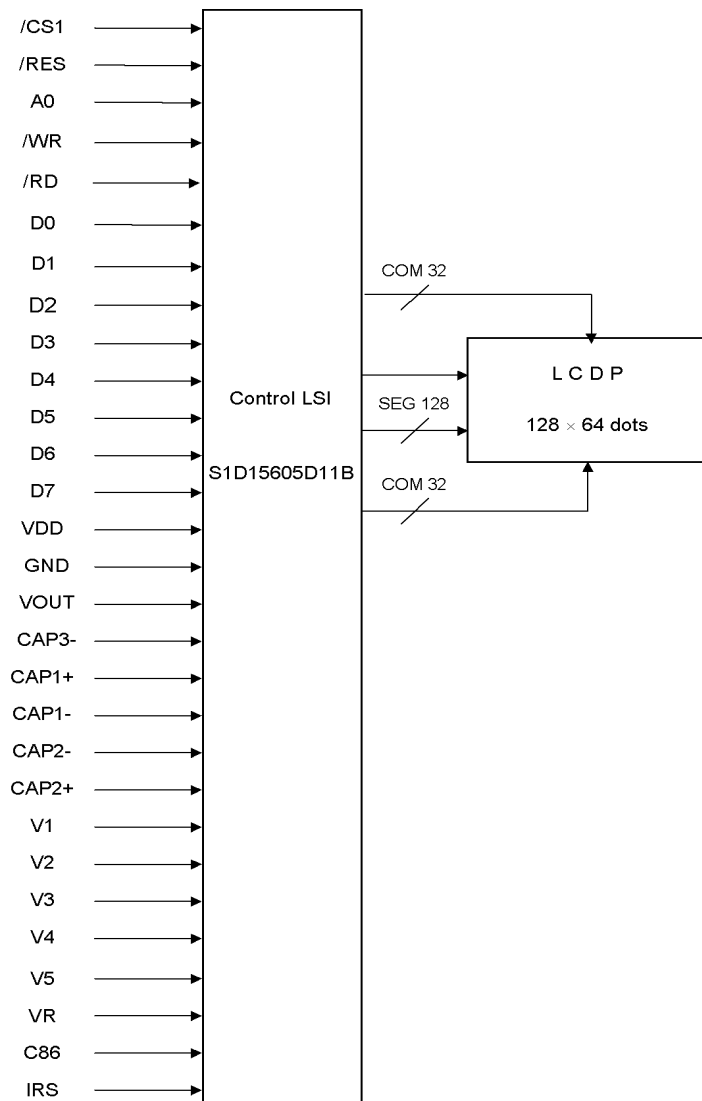 /CS1
/RES
A0
/WR
/RD
D0
D1
D2
D3
D4
D5
D6
D7
VDD
GND
VOUT
CAP3-
CAP1+
CAP1-
CAP2-
CAP2+
V1
V2
V3
V4
V5
VR
C86
IRS
Control LSI
S1D15605D11B
COM 32
SEG 128
COM 32
L C D P
128 × 64 dots